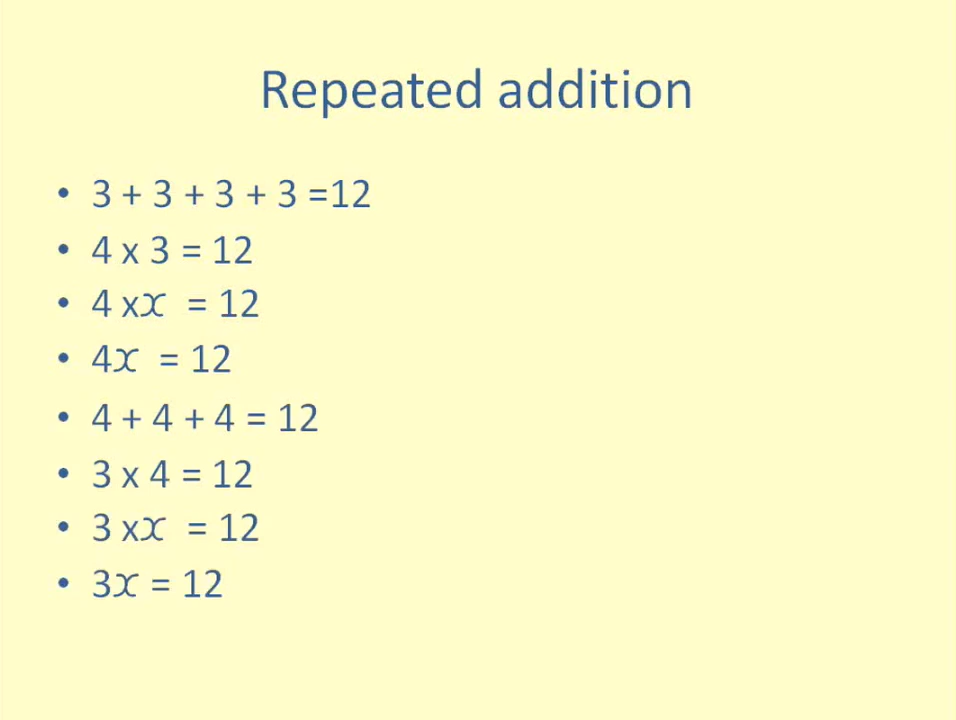 Repeated addition
• 3 + 3 + 3 + 3 =12
• 4 x 3 = 12
• 4 x𝑥 = 12
• 4𝑥 = 12
• 4 + 4 + 4 = 12
• 3 x 4 = 12
• 3 x𝑥 = 12
• 3𝑥 = 12